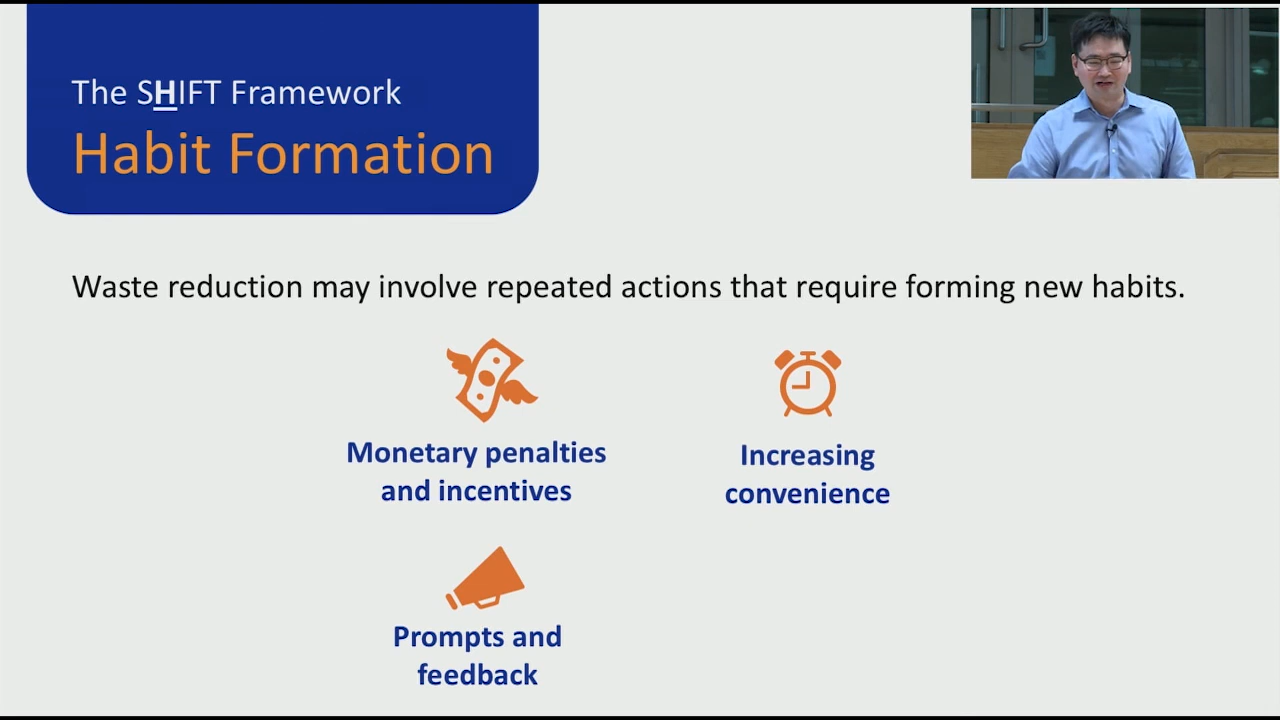 The SHIFT Framework
Habit Formation
Waste reduction may involve repeated actions that require forming new habits.
Monetary penalties
and incentives
Increasing
convenience
Prompts and
feedback